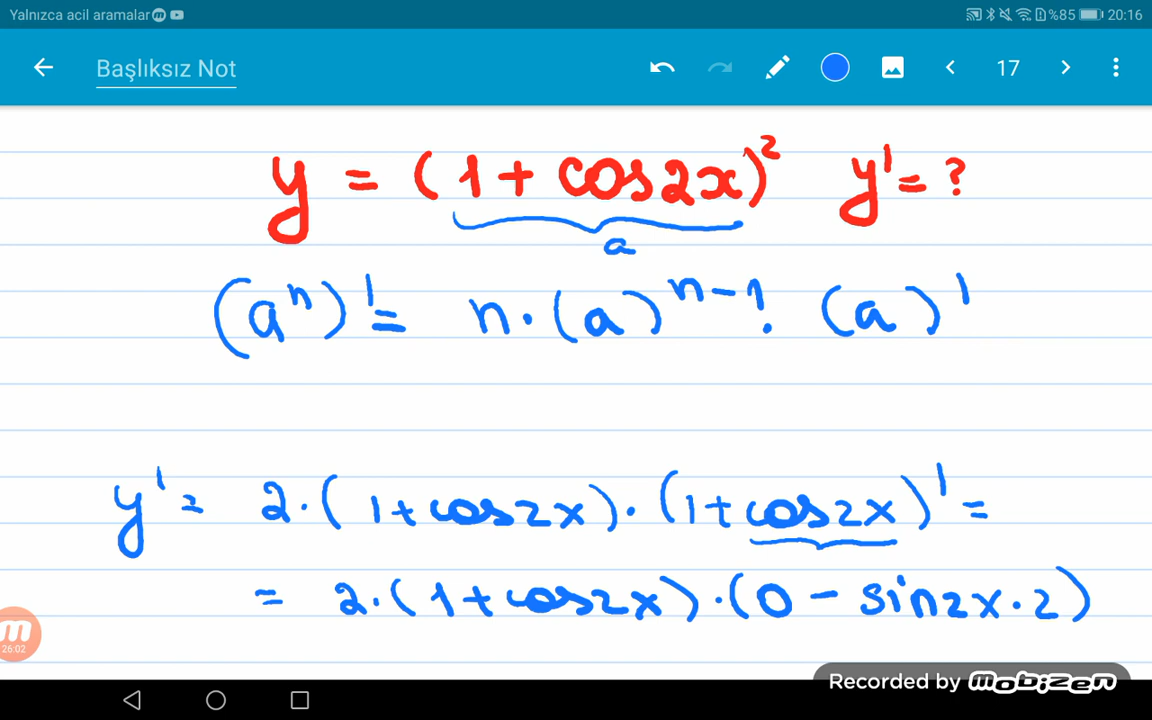 Yalnızca acil aramalar %85 20:16
Başlıksız Not 17
y = (1 + cos2x)² y' = ?
a
(aⁿ)' = n·(a)ⁿ⁻¹· (a)'
y' = 2·(1+cos2x)·(1+cos2x)' =
= 2·(1+cos2x)·(0 - sin2x·2)
26:02
Recorded by mobizen